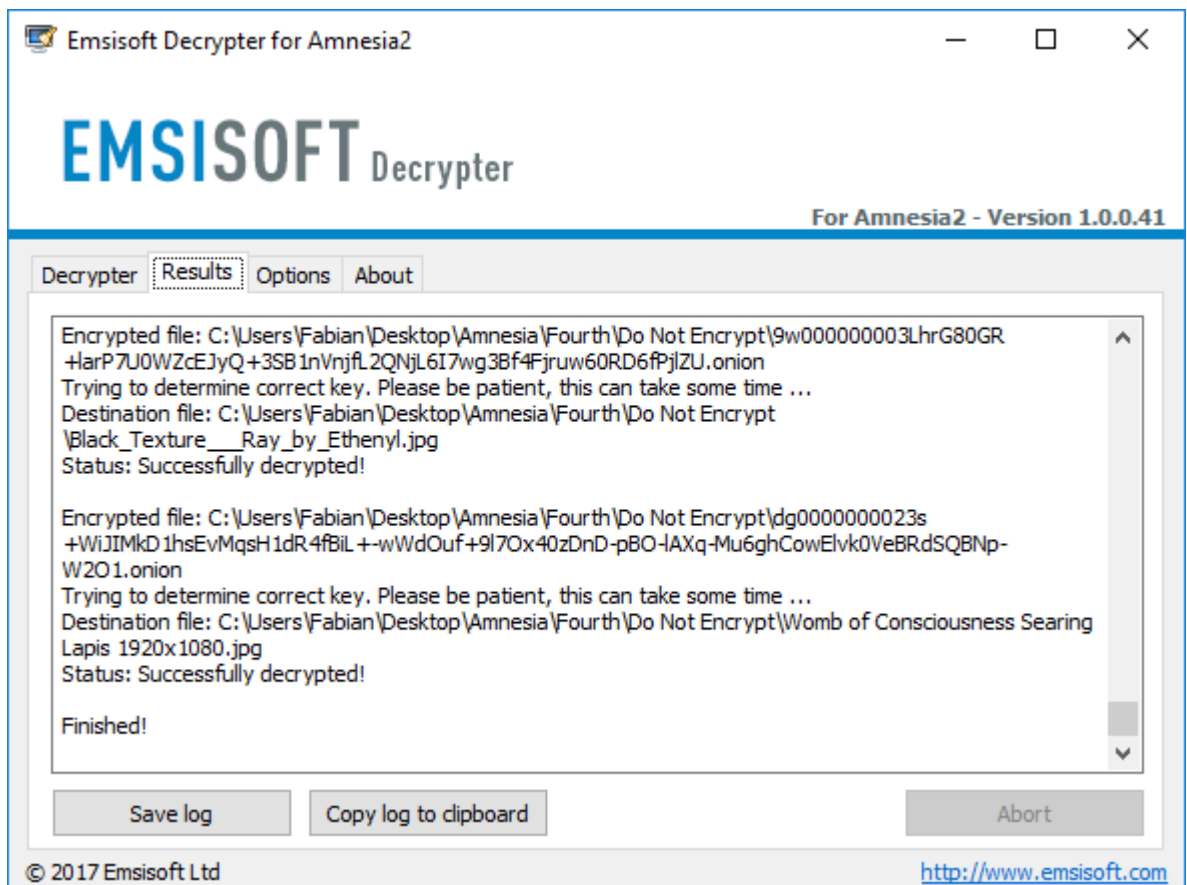 Emsisoft Decrypter for Amnesia2
EMSISOFT Decrypter
For Amnesia2 - Version 1.0.0.41
Decrypter Results Options About
Encrypted file: C:\Users\Fabian\Desktop\Amnesia\Fourth\Do Not Encrypt\9w000000003LhrG80GR
+larP7U0WZcEJyQ+3SB1nVnjfL2QNjL6I7wg3Bf4Fjruw60RD6fPjlZU.onion
Trying to determine correct key. Please be patient, this can take some time ...
Destination file: C:\Users\Fabian\Desktop\Amnesia\Fourth\Do Not Encrypt
\Black_Texture___Ray_by_Ethenyl.jpg
Status: Successfully decrypted!
Encrypted file: C:\Users\Fabian\Desktop\Amnesia\Fourth\Do Not Encrypt\dg0000000023s
+WiJIMkD1hsEvMqsH1dR4fBiL+-wWdOuf+9l7Ox40zDnD-pBO-lAXq-Mu6ghCowElvk0VeBRdSQBNp-
W2O1.onion
Trying to determine correct key. Please be patient, this can take some time ...
Destination file: C:\Users\Fabian\Desktop\Amnesia\Fourth\Do Not Encrypt\Womb of Consciousness Searing
Lapis 1920x1080.jpg
Status: Successfully decrypted!
Finished!
Save log Copy log to clipboard Abort
© 2017 Emsisoft Ltd http://www.emsisoft.com